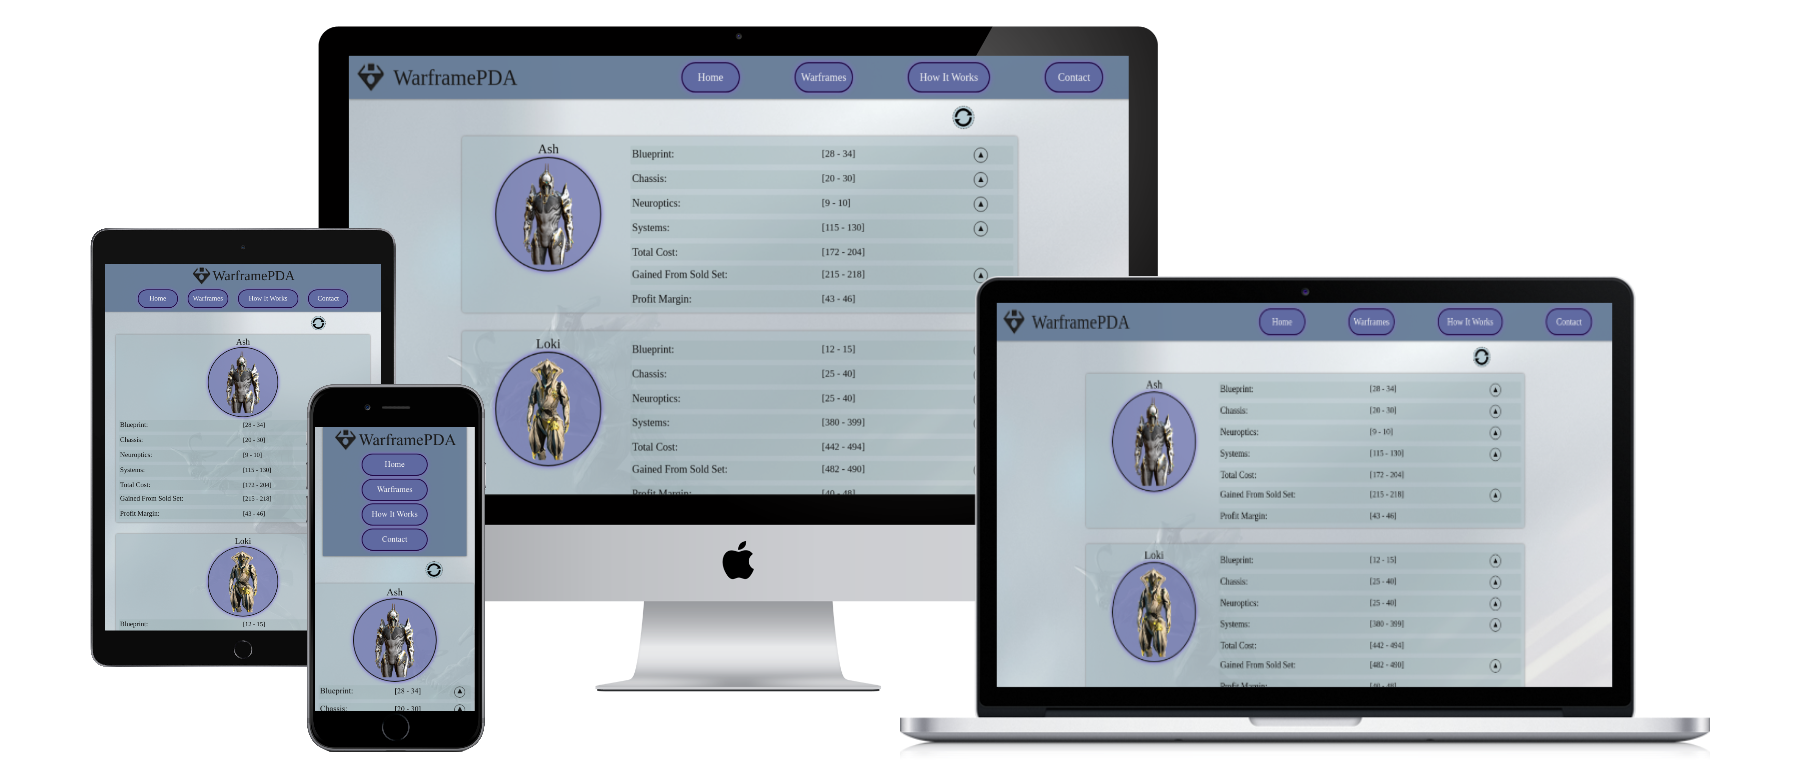 WarframePDA
Home Warframes How It Works Contact
Ash
Blueprint: [28 - 34]
Chassis: [20 - 30]
Neuroptics: [9 - 10]
Systems: [115 - 130]
Total Cost: [172 - 204]
Gained From Sold Set: [215 - 218]
Profit Margin: [43 - 46]
Loki
Blueprint: [12 - 15]
Chassis: [25 - 40]
Neuroptics: [25 - 40]
Systems: [380 - 399]
Total Cost: [442 - 494]
Gained From Sold Set: [482 - 490]
Profit Margin: [40 - 48]
WarframePDA
Home Warframes How It Works Contact
Ash
Blueprint: [28 - 34]
Chassis: [20 - 30]
Neuroptics: [9 - 10]
Systems: [115 - 130]
Total Cost: [172 - 204]
Gained From Sold Set: [215 - 218]
Profit Margin: [43 - 46]
Loki
Blueprint: [12 - 15]
WarframePDA
Home
Warframes
How It Works
Contact
Ash
Blueprint: [28 - 34]
Chassis: [20 - 30]
WarframePDA
Home Warframes How It Works Contact
Ash
Blueprint: [28 - 34]
Chassis: [20 - 30]
Neuroptics: [9 - 10]
Systems: [115 - 130]
Total Cost: [172 - 204]
Gained From Sold Set: [215 - 218]
Profit Margin: [43 - 46]
Loki
Blueprint: [12 - 15]
Chassis: [25 - 40]
Neuroptics: [25 - 40]
Systems: [380 - 399]
Total Cost: [442 - 494]
Gained From Sold Set: [482 - 490]
Profit Margin: [40 - 48]